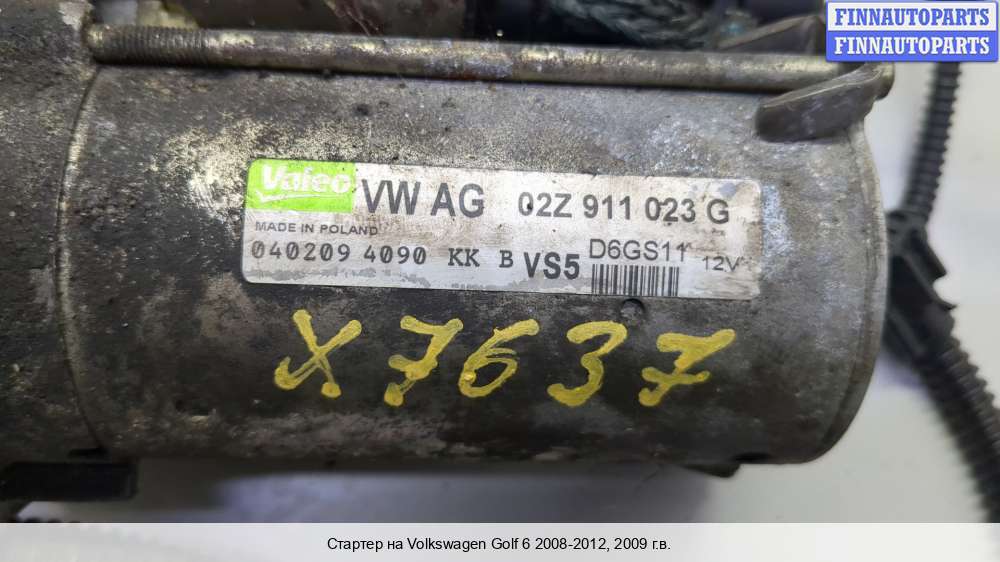 FINNAUTOPARTS
FINNAUTOPARTS
Valeo VW AG 02Z 911 023 G
MADE IN POLAND
040209 4090 KK B VS5 D6GS11 12V
X7637
Стартер на Volkswagen Golf 6 2008-2012, 2009 г.в.